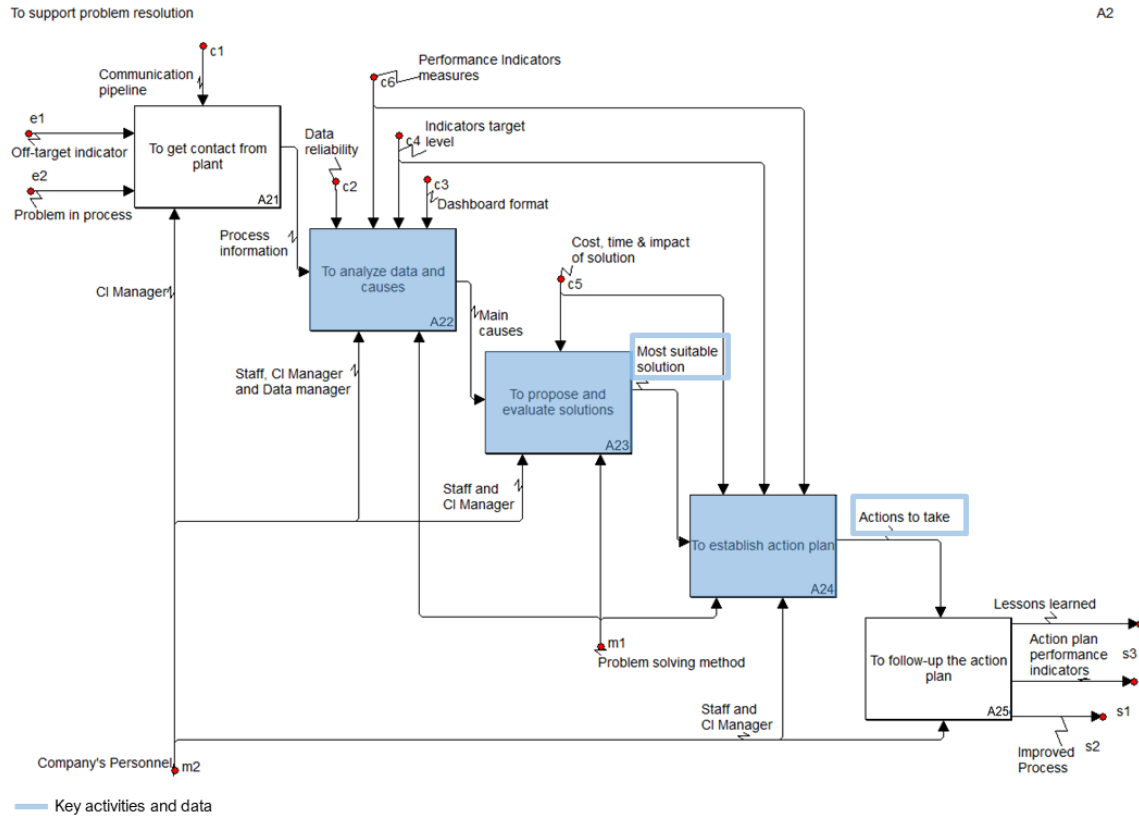 To support problem resolution
A2
c1
Communication
pipeline
e1
Off-target indicator
e2
Problem in process
To get contact from
plant
A21
Performance Indicators
measures
c6
Data
reliability
c2
Indicators target
level
c4
c3
Dashboard format
Process
information
CI Manager
To analyze data and
causes
A22
Cost, time & impact
of solution
c5
Main
causes
Staff, CI Manager
and Data manager
To propose and
evaluate solutions
A23
Most suitable
solution
Staff and
CI Manager
To establish action plan
A24
Actions to take
m1
Problem solving method
Lessons learned
To follow-up the action
plan
A25
Action plan
performance
indicators
s3
s1
s2
Improved
Process
Staff and
CI Manager
Company's Personnel
m2
Key activities and data